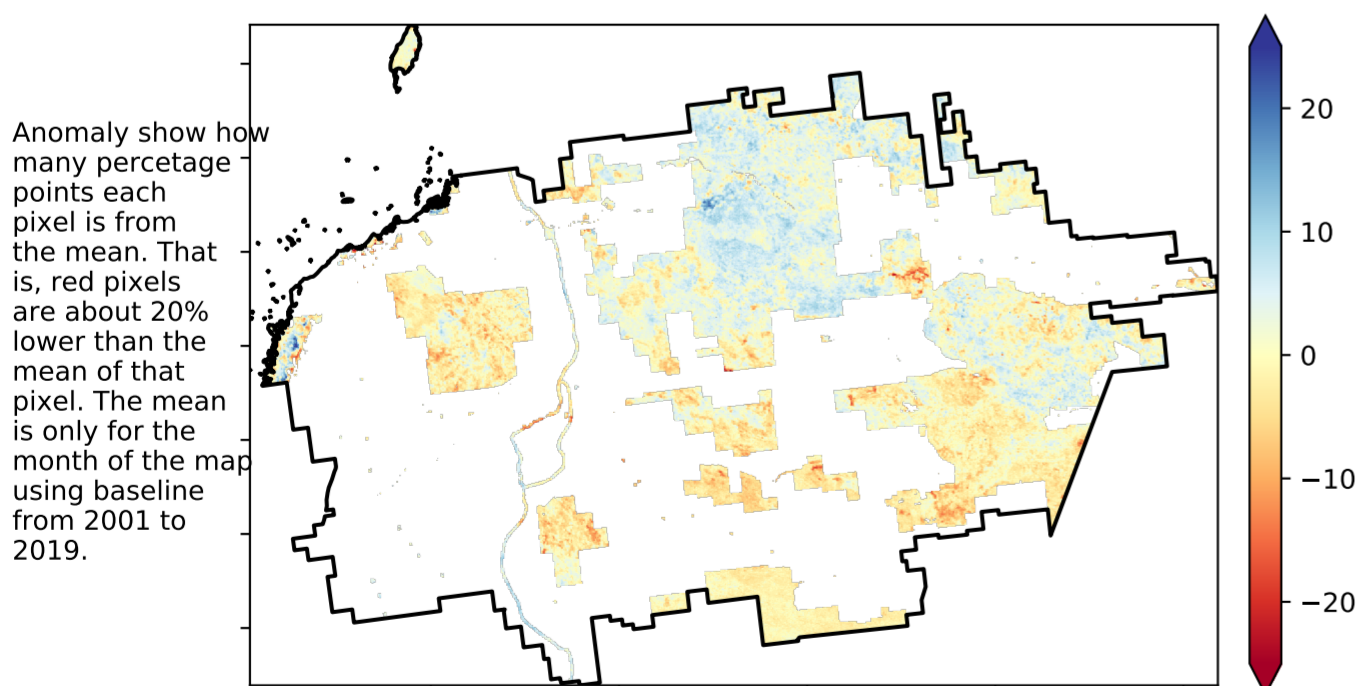 Anomaly show how
many percetage
points each
pixel is from
the mean. That
is, red pixels
are about 20%
lower than the
mean of that
pixel. The mean
is only for the
month of the map
using baseline
from 2001 to
2019.
20
10
0
−10
−20